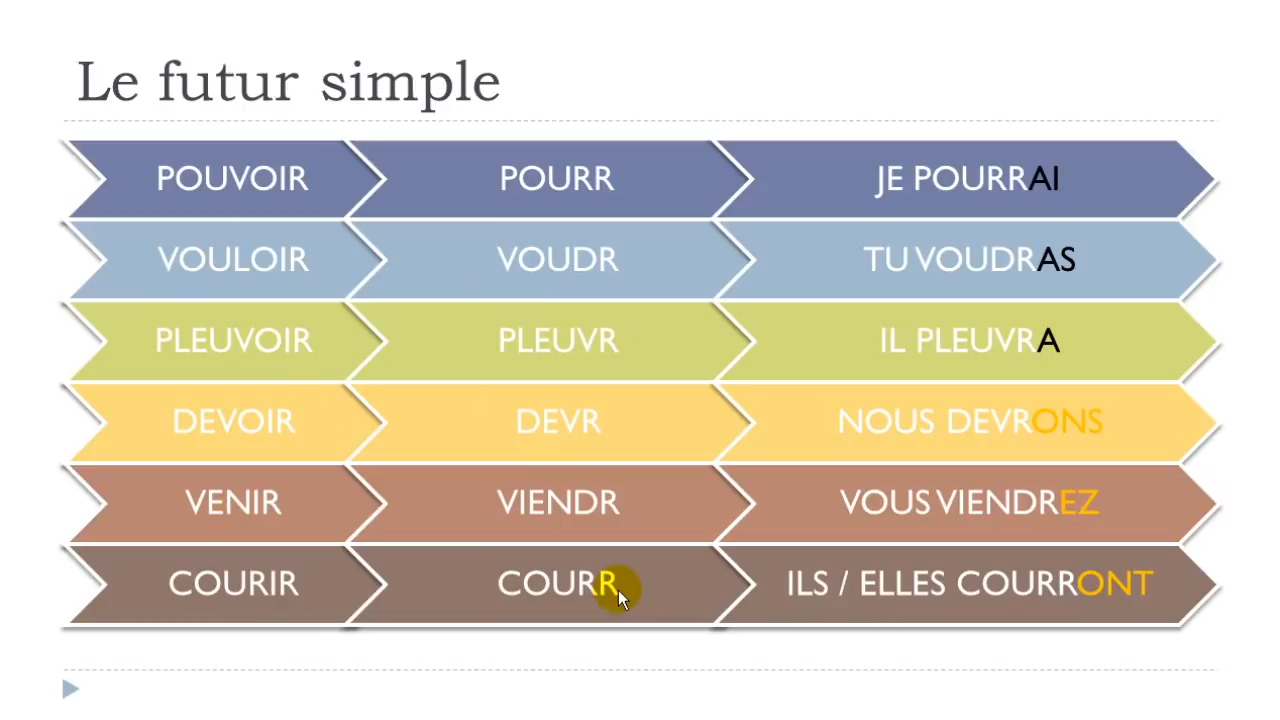 Le futur simple
POUVOIR POURR JE POURRAI
VOULOIR VOUDR TU VOUDRAS
PLEUVOIR PLEUVR IL PLEUVRA
DEVOIR DEVR NOUS DEVRONS
VENIR VIENDR VOUS VIENDREZ
COURIR COURR ILS / ELLES COURRONT